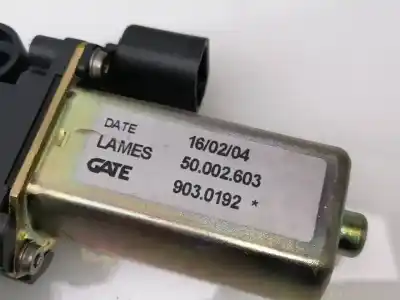 DATE 16/02/04
LAMES 50.002.603
GATE 903.0192 *